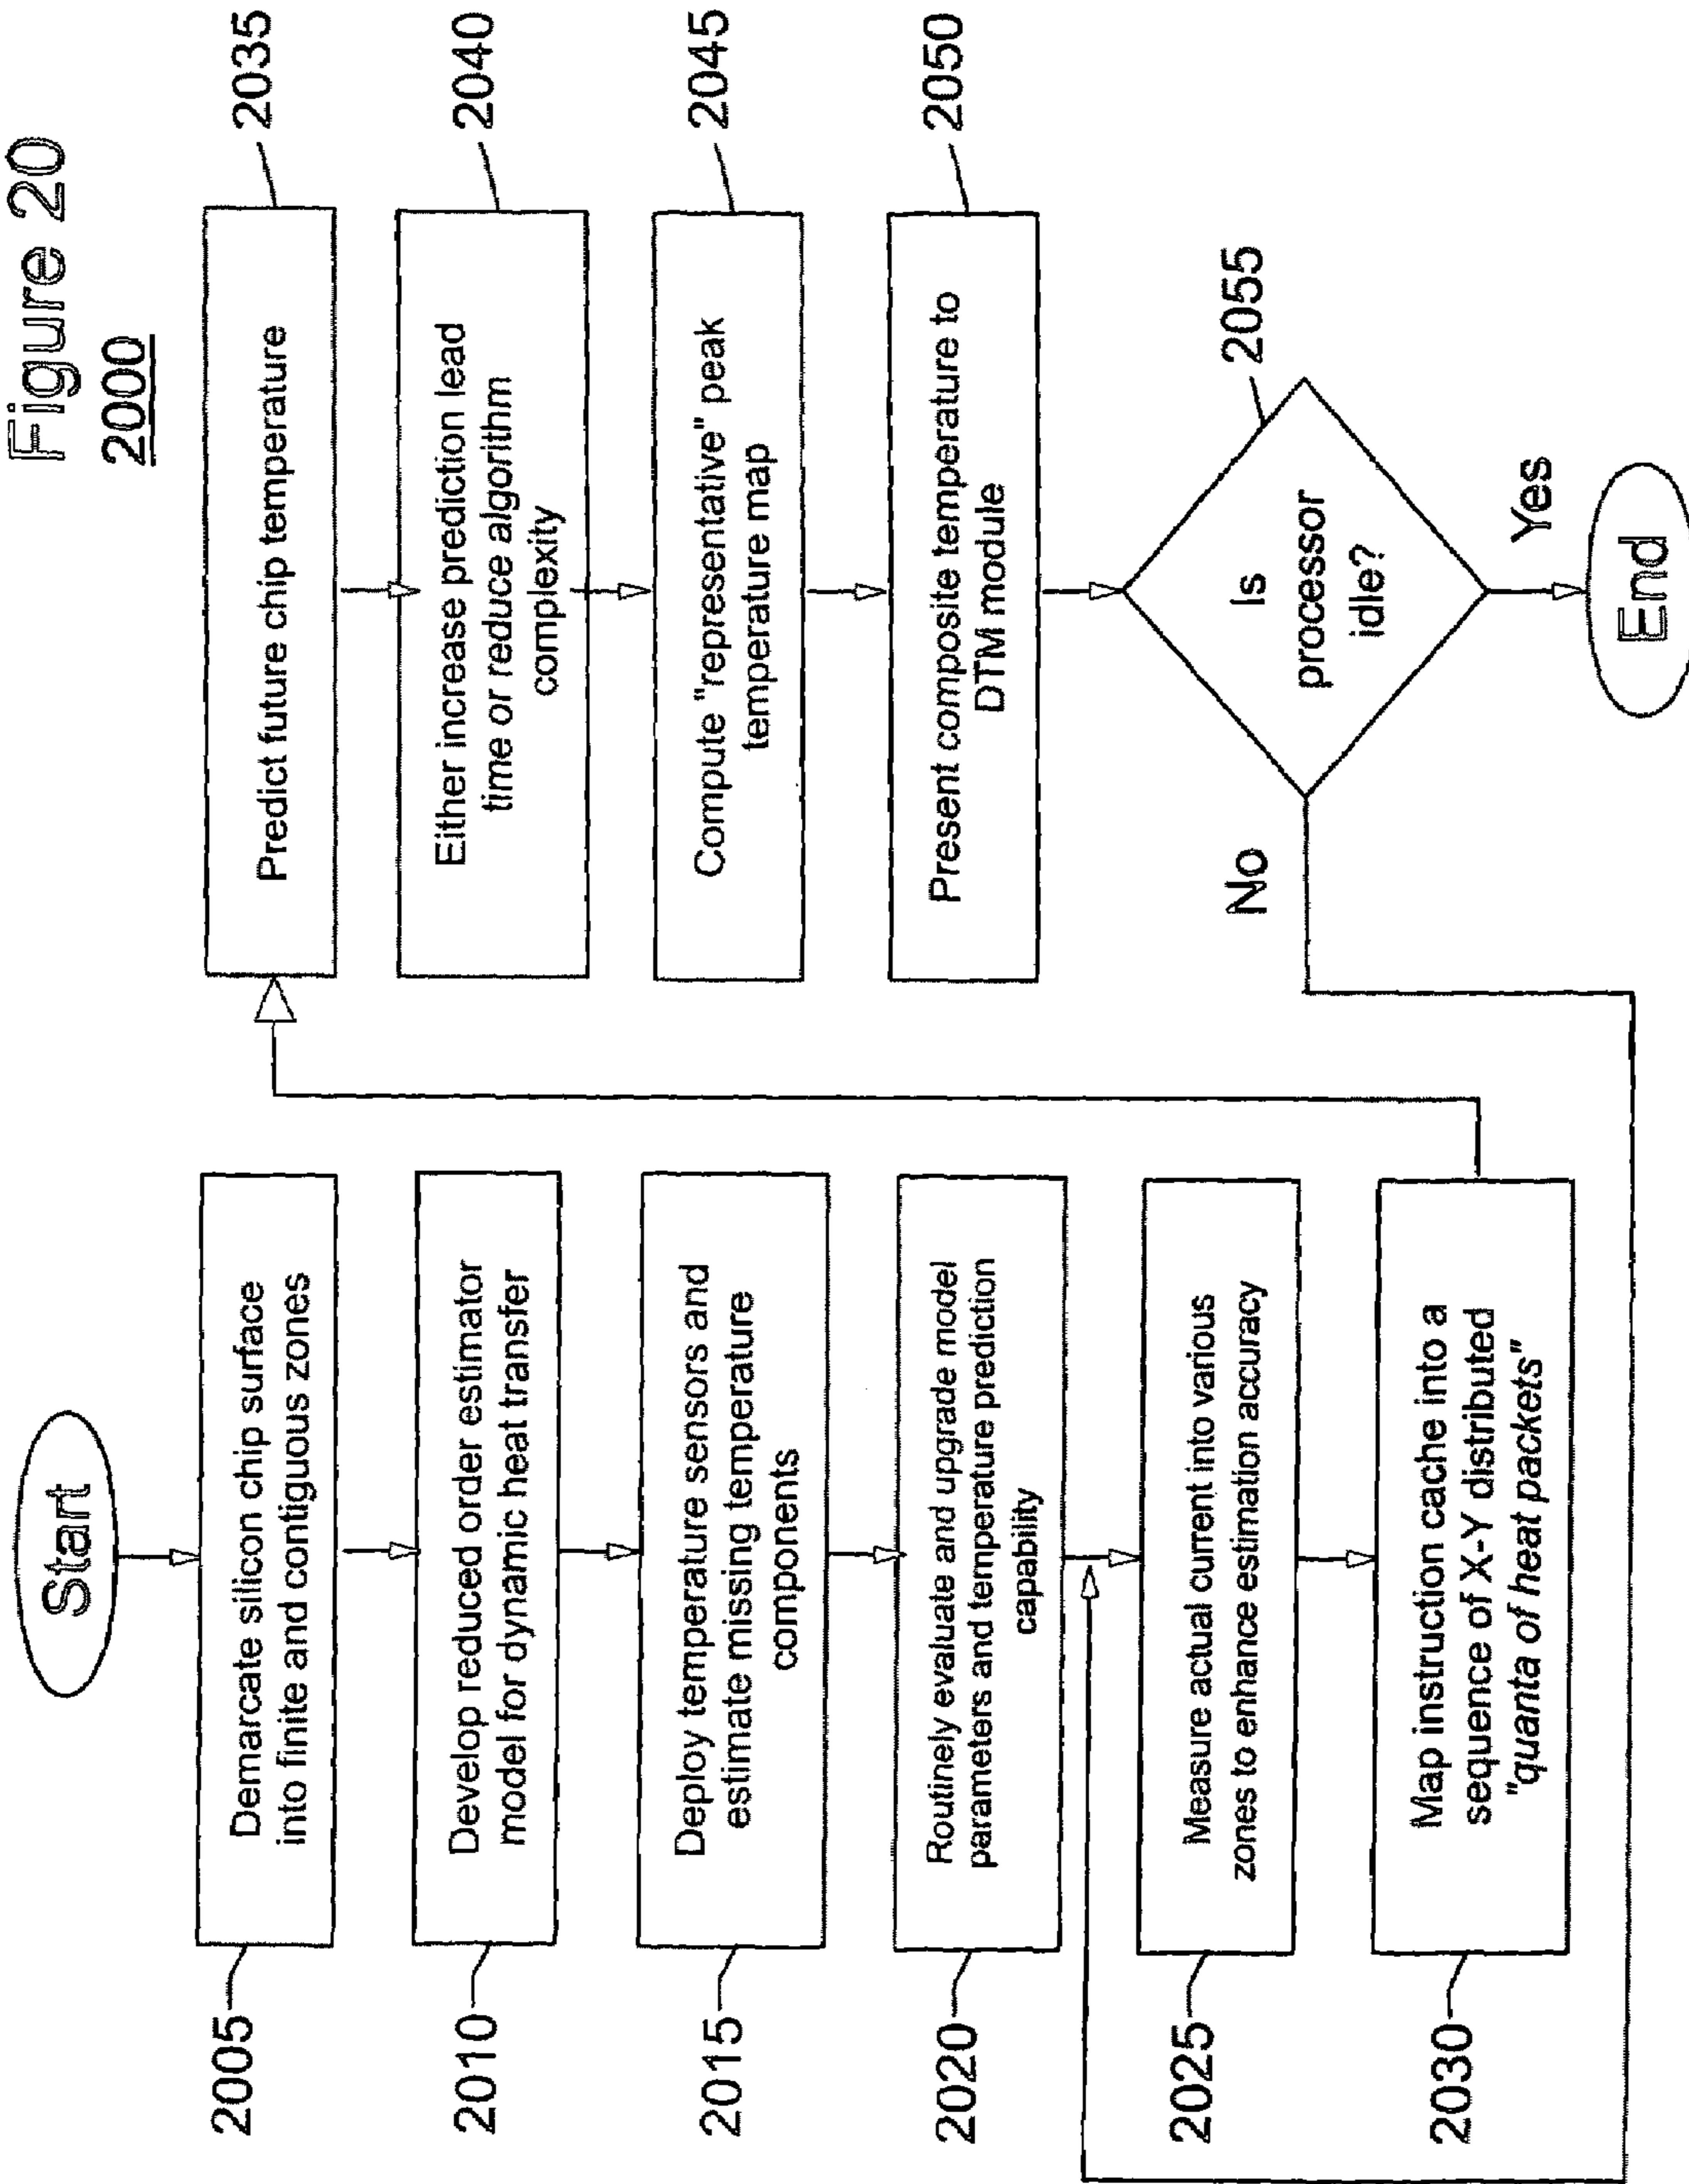 Figure 20
2000
Start
2005
Demarcate silicon chip surface
into finite and contiguous zones
2010
Develop reduced order estimator
model for dynamic heat transfer
2015
Deploy temperature sensors and
estimate missing temperature
components
2020
Routinely evaluate and upgrade model
parameters and temperature prediction
capability
2025
Measure actual current into various
zones to enhance estimation accuracy
2030
Map instruction cache into a
sequence of X-Y distributed
"quanta of heat packets"
2035
Predict future chip temperature
2040
Either increase prediction lead
time or reduce algorithm
complexity
2045
Compute "representative" peak
temperature map
2050
Present composite temperature to
DTM module
2055
Is
processor
idle?
No
Yes
End